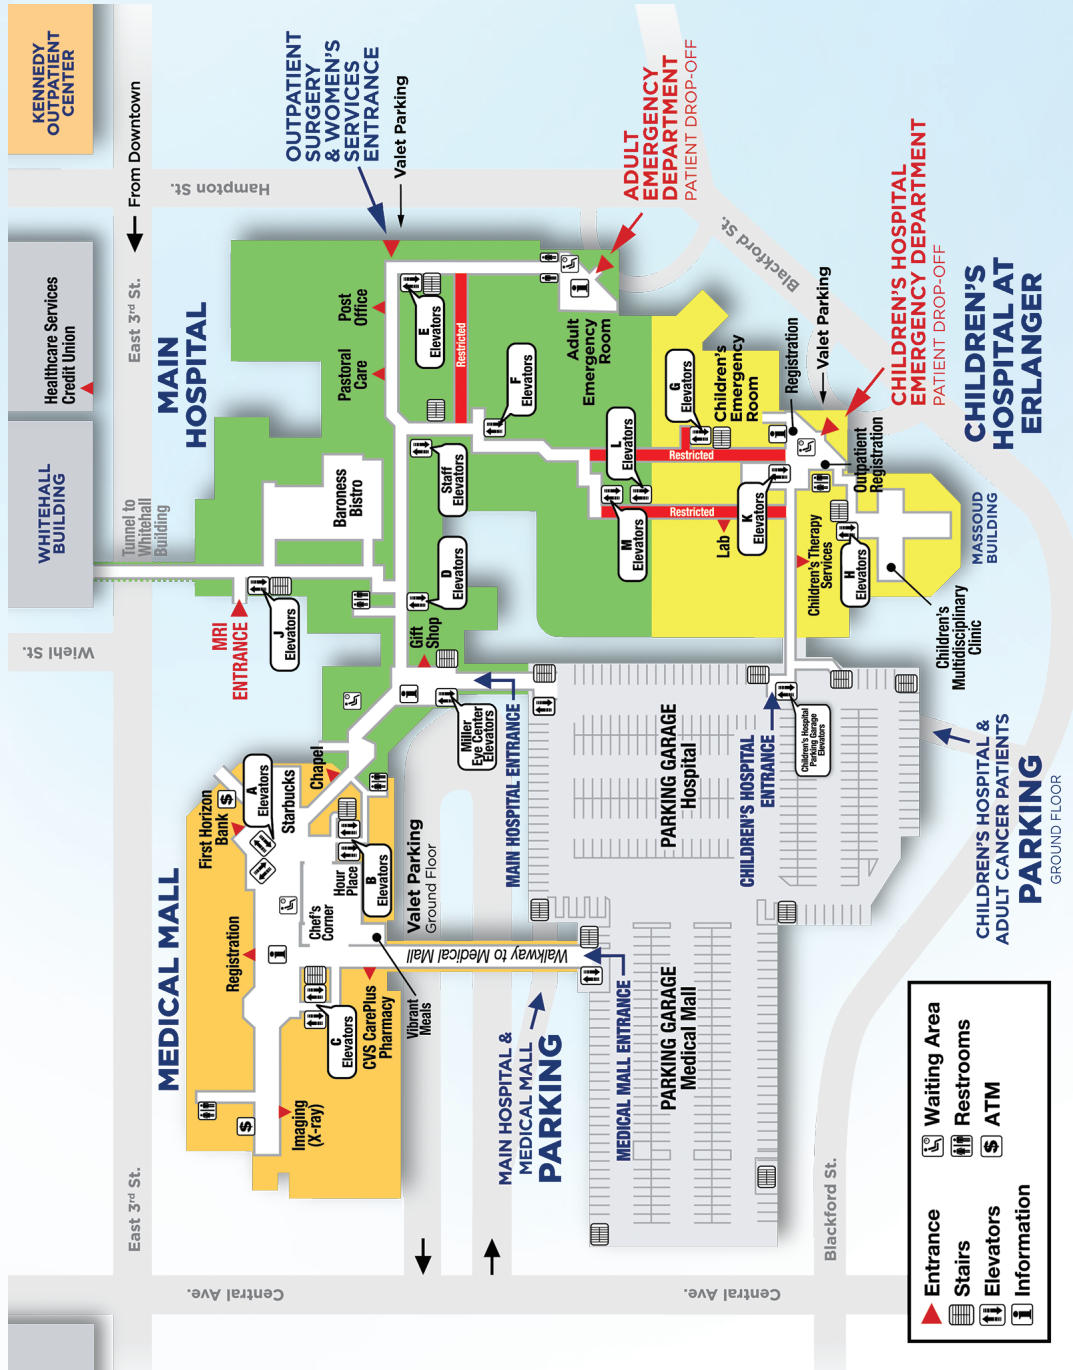 KENNEDY
OUTPATIENT
CENTER
Healthcare Services
Credit Union
WHITEHALL
BUILDING
From Downtown
East 3rd St.
Hampton St.
Tunnel to
Whitehall
Building
Wiehl St.
East 3rd St.
Central Ave.
MAIN
HOSPITAL
OUTPATIENT
SURGERY
& WOMEN'S
SERVICES
ENTRANCE
Valet Parking
ADULT
EMERGENCY
DEPARTMENT
PATIENT DROP-OFF
Blackford St.
CHILDREN'S HOSPITAL
EMERGENCY DEPARTMENT
PATIENT DROP-OFF
Valet Parking
CHILDREN'S
HOSPITAL AT
ERLANGER
MASSOUD
BUILDING
Post
Office
Pastoral
Care
E
Elevators
Restricted
F
Elevators
Adult
Emergency
Room
Baroness
Bistro
Staff
Elevators
D
Elevators
Gift
Shop
MRI
ENTRANCE
J
Elevators
Miller
Eye Center
Elevators
L
Elevators
M
Elevators
G
Elevators
Children's
Emergency
Room
Registration
Restricted
Restricted
Lab
K
Elevators
Outpatient
Registration
Children's Therapy
Services
H
Elevators
Children's
Multidisciplinary
Clinic
MEDICAL MALL
First Horizon
Bank
A
Elevators
Starbucks
Chapel
Registration
Chef's
Corner
Hour
Place
B
Elevators
C
Elevators
CVS CarePlus
Pharmacy
Vibrant
Meals
Imaging
(X-ray)
Valet Parking
Ground Floor
Walkway to Medical Mall
MAIN HOSPITAL ENTRANCE
PARKING GARAGE
Hospital
CHILDREN'S HOSPITAL
ENTRANCE
Children's Hospital
Parking Garage
Elevators
MAIN HOSPITAL &
MEDICAL MALL
PARKING
MEDICAL MALL ENTRANCE
PARKING GARAGE
Medical Mall
CHILDREN'S HOSPITAL &
ADULT CANCER PATIENTS
PARKING
GROUND FLOOR
Blackford St.
Central Ave.
Entrance
Stairs
Elevators
Information
Waiting Area
Restrooms
ATM